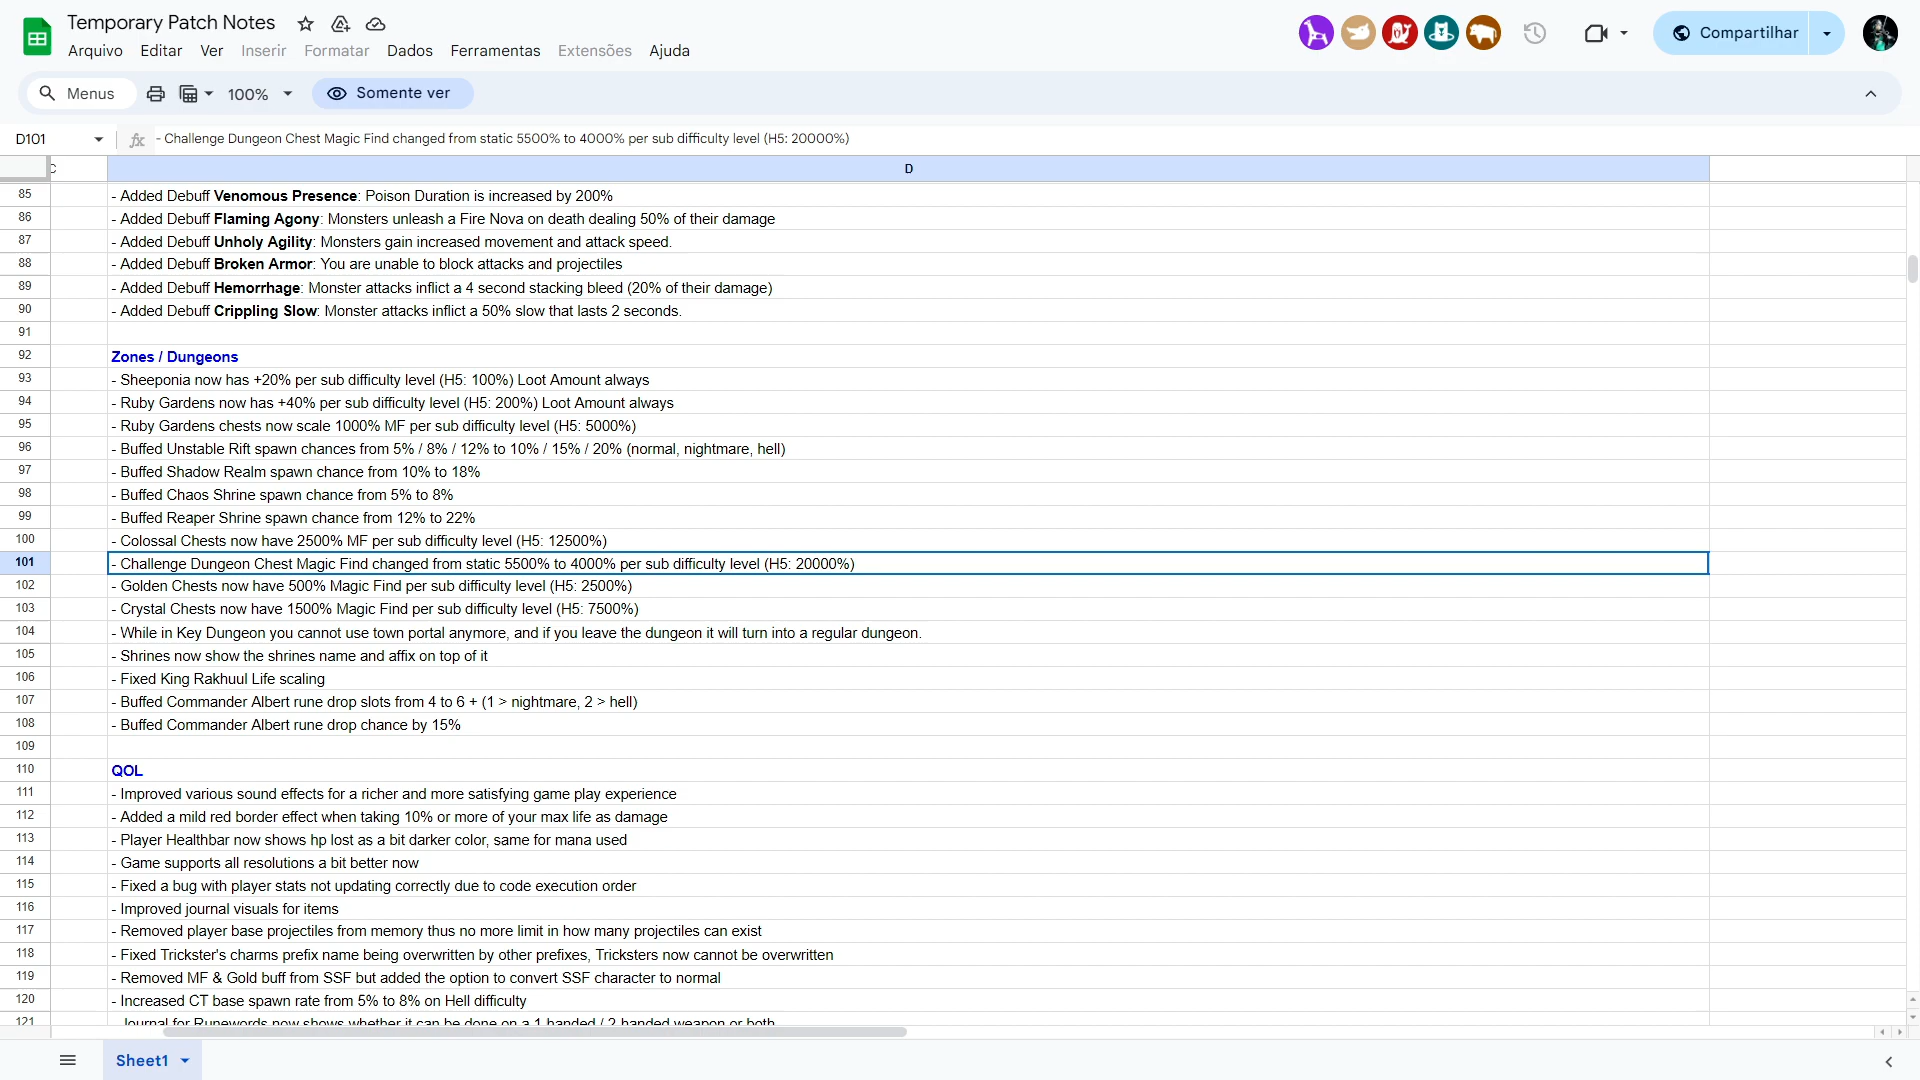 Temporary Patch Notes
Arquivo Editar Ver Inserir Formatar Dados Ferramentas Extensões Ajuda
Compartilhar
Menus 100% Somente ver
D101 fx - Challenge Dungeon Chest Magic Find changed from static 5500% to 4000% per sub difficulty level (H5: 20000%)
C D
85 - Added Debuff Venomous Presence: Poison Duration is increased by 200%
86 - Added Debuff Flaming Agony: Monsters unleash a Fire Nova on death dealing 50% of their damage
87 - Added Debuff Unholy Agility: Monsters gain increased movement and attack speed.
88 - Added Debuff Broken Armor: You are unable to block attacks and projectiles
89 - Added Debuff Hemorrhage: Monster attacks inflict a 4 second stacking bleed (20% of their damage)
90 - Added Debuff Crippling Slow: Monster attacks inflict a 50% slow that lasts 2 seconds.
91
92 Zones / Dungeons
93 - Sheeponia now has +20% per sub difficulty level (H5: 100%) Loot Amount always
94 - Ruby Gardens now has +40% per sub difficulty level (H5: 200%) Loot Amount always
95 - Ruby Gardens chests now scale 1000% MF per sub difficulty level (H5: 5000%)
96 - Buffed Unstable Rift spawn chances from 5% / 8% / 12% to 10% / 15% / 20% (normal, nightmare, hell)
97 - Buffed Shadow Realm spawn chance from 10% to 18%
98 - Buffed Chaos Shrine spawn chance from 5% to 8%
99 - Buffed Reaper Shrine spawn chance from 12% to 22%
100 - Colossal Chests now have 2500% MF per sub difficulty level (H5: 12500%)
101 - Challenge Dungeon Chest Magic Find changed from static 5500% to 4000% per sub difficulty level (H5: 20000%)
102 - Golden Chests now have 500% Magic Find per sub difficulty level (H5: 2500%)
103 - Crystal Chests now have 1500% Magic Find per sub difficulty level (H5: 7500%)
104 - While in Key Dungeon you cannot use town portal anymore, and if you leave the dungeon it will turn into a regular dungeon.
105 - Shrines now show the shrines name and affix on top of it
106 - Fixed King Rakhuul Life scaling
107 - Buffed Commander Albert rune drop slots from 4 to 6 + (1 > nightmare, 2 > hell)
108 - Buffed Commander Albert rune drop chance by 15%
109
110 QOL
111 - Improved various sound effects for a richer and more satisfying game play experience
112 - Added a mild red border effect when taking 10% or more of your max life as damage
113 - Player Healthbar now shows hp lost as a bit darker color, same for mana used
114 - Game supports all resolutions a bit better now
115 - Fixed a bug with player stats not updating correctly due to code execution order
116 - Improved journal visuals for items
117 - Removed player base projectiles from memory thus no more limit in how many projectiles can exist
118 - Fixed Trickster's charms prefix name being overwritten by other prefixes, Tricksters now cannot be overwritten
119 - Removed MF & Gold buff from SSF but added the option to convert SSF character to normal
120 - Increased CT base spawn rate from 5% to 8% on Hell difficulty
121 Journal for Runewords now shows whether it can be done on a 1 handed / 2 handed weapon or both
Sheet1